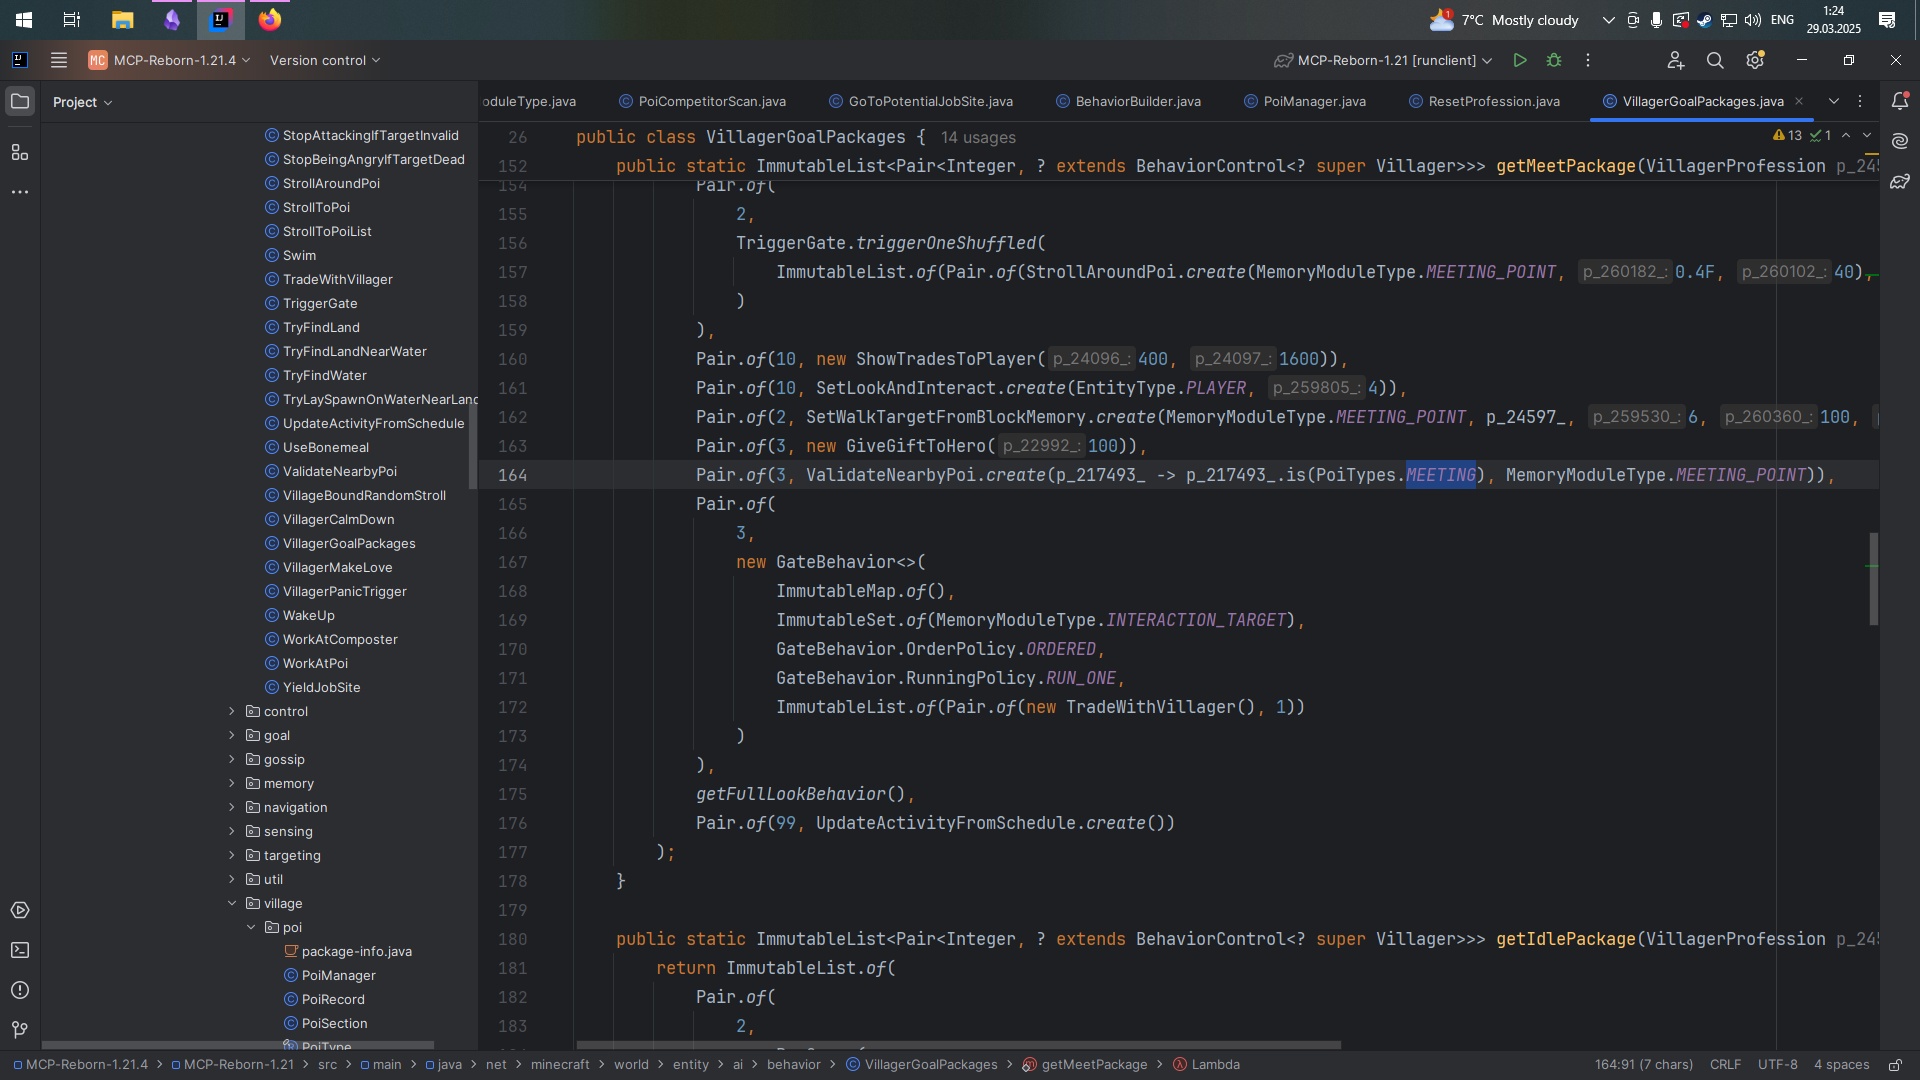 1
7°C Mostly cloudy
ENG
1:24
29.03.2025
MC MCP-Reborn-1.21.4
Version control
MCP-Reborn-1.21 [runclient]
Project
oduleType.java
PoiCompetitorScan.java
GoToPotentialJobSite.java
BehaviorBuilder.java
PoiManager.java
ResetProfession.java
VillagerGoalPackages.java
StopAttackingIfTargetInvalid
StopBeingAngryIfTargetDead
StrollAroundPoi
StrollToPoi
StrollToPoiList
Swim
TradeWithVillager
TriggerGate
TryFindLand
TryFindLandNearWater
TryFindWater
TryLaySpawnOnWaterNearLand
UpdateActivityFromSchedule
UseBonemeal
ValidateNearbyPoi
VillageBoundRandomStroll
VillagerCalmDown
VillagerGoalPackages
VillagerMakeLove
VillagerPanicTrigger
WakeUp
WorkAtComposter
WorkAtPoi
YieldJobSite
control
goal
gossip
memory
navigation
sensing
targeting
util
village
poi
package-info.java
PoiManager
PoiRecord
PoiSection
PoiType
13 1
26 public class VillagerGoalPackages { 14 usages
152 public static ImmutableList<Pair<Integer, ? extends BehaviorControl<? super Villager>>> getMeetPackage(VillagerProfession p_245
154 Pair.of(
155 2,
156 TriggerGate.triggerOneShuffled(
157 ImmutableList.of(Pair.of(StrollAroundPoi.create(MemoryModuleType.MEETING_POINT, p_260182_: 0.4F, p_260102_: 40),
158 )
159 ),
160 Pair.of(10, new ShowTradesToPlayer( p_24096_: 400, p_24097_: 1600)),
161 Pair.of(10, SetLookAndInteract.create(EntityType.PLAYER, p_259805_: 4)),
162 Pair.of(2, SetWalkTargetFromBlockMemory.create(MemoryModuleType.MEETING_POINT, p_24597_, p_259530_: 6, p_260360_: 100,
163 Pair.of(3, new GiveGiftToHero( p_22992_: 100)),
164 Pair.of(3, ValidateNearbyPoi.create(p_217493_ -> p_217493_.is(PoiTypes.MEETING), MemoryModuleType.MEETING_POINT)),
165 Pair.of(
166 3,
167 new GateBehavior<>(
168 ImmutableMap.of(),
169 ImmutableSet.of(MemoryModuleType.INTERACTION_TARGET),
170 GateBehavior.OrderPolicy.ORDERED,
171 GateBehavior.RunningPolicy.RUN_ONE,
172 ImmutableList.of(Pair.of(new TradeWithVillager(), 1))
173 )
174 ),
175 getFullLookBehavior(),
176 Pair.of(99, UpdateActivityFromSchedule.create())
177 );
178 }
179
180 public static ImmutableList<Pair<Integer, ? extends BehaviorControl<? super Villager>>> getIdlePackage(VillagerProfession p_245
181 return ImmutableList.of(
182 Pair.of(
183 2,
MCP-Reborn-1.21.4 > MCP-Reborn-1.21 > src > main > java > net > minecraft > world > entity > ai > behavior > VillagerGoalPackages > getMeetPackage > Lambda
164:91 (7 chars) CRLF UTF-8 4 spaces